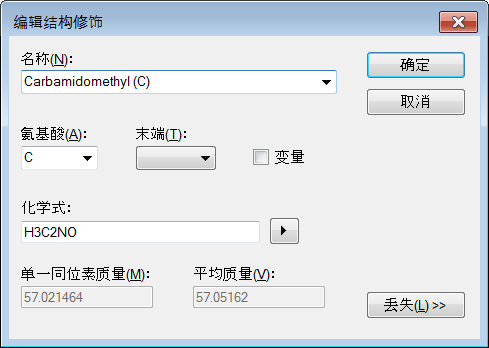 编辑结构修饰
名称(N):
Carbamidomethyl (C)
确定
取消
氨基酸(A): 末端(T):
C
变量
化学式:
H3C2NO
单一同位素质量(M): 平均质量(V):
57.021464 57.05162
丢失(L) >>